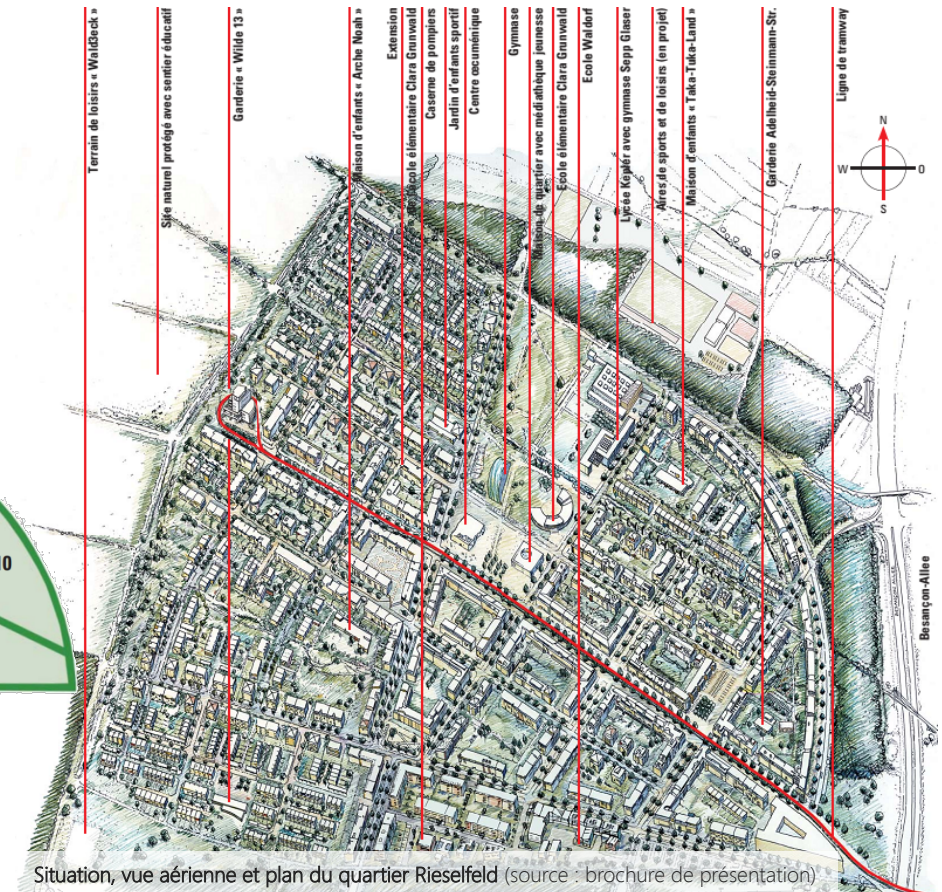 Terrain de loisirs « Wald3eck »
Site naturel protégé avec sentier éducatif
Garderie « Wilde 13 »
Maison d'enfants « Arche Noah »
Extension
école élémentaire Clara Grunwald
Caserne de pompiers
Jardin d'enfants sportif
Centre œcuménique
Gymnase
Maison de quartier avec médiathèque jeunesse
Ecole élémentaire Clara Grunwald
Ecole Waldorf
Lycée Kepler avec gymnase Sepp Glaser
Aires de sports et de loisirs (en projet)
Maison d'enfants « Taka-Tuka-Land »
Garderie Adelheid-Steinmann-Str.
Ligne de tramway
N
W O
S
10
Besançon-Allee
Situation, vue aérienne et plan du quartier Rieselfeld (source : brochure de présentation)